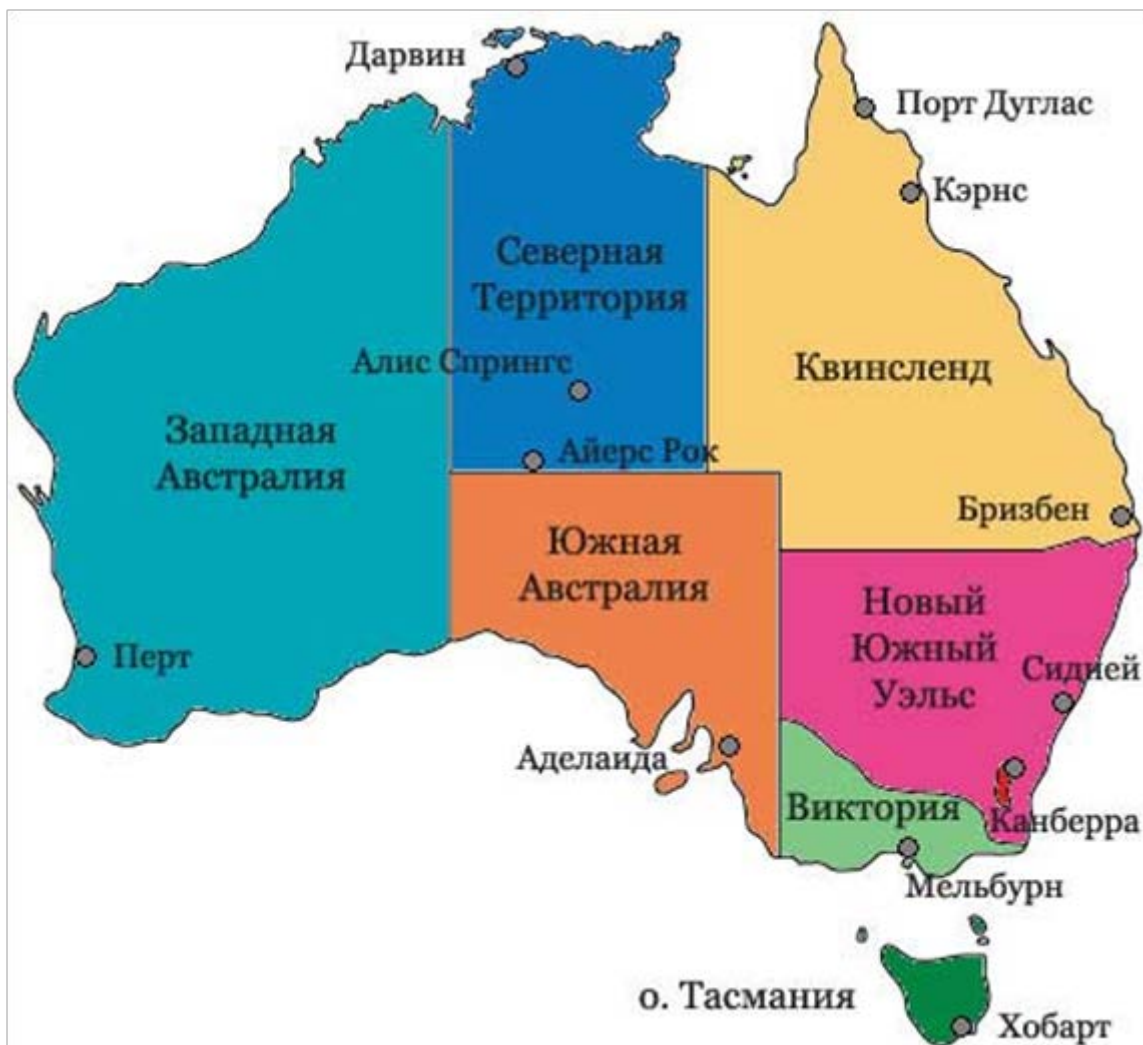 Дарвин
Порт Дуглас
Кэрнс
Северная
Территория
Алис Спрингс
Квинсленд
Западная
Австралия
Айерс Рок
Бризбен
Южная
Австралия
Новый
Южный
Уэльс
Перт
Сидней
Аделаида
Виктория
Канберра
Мельбурн
о. Тасмания
Хобарт